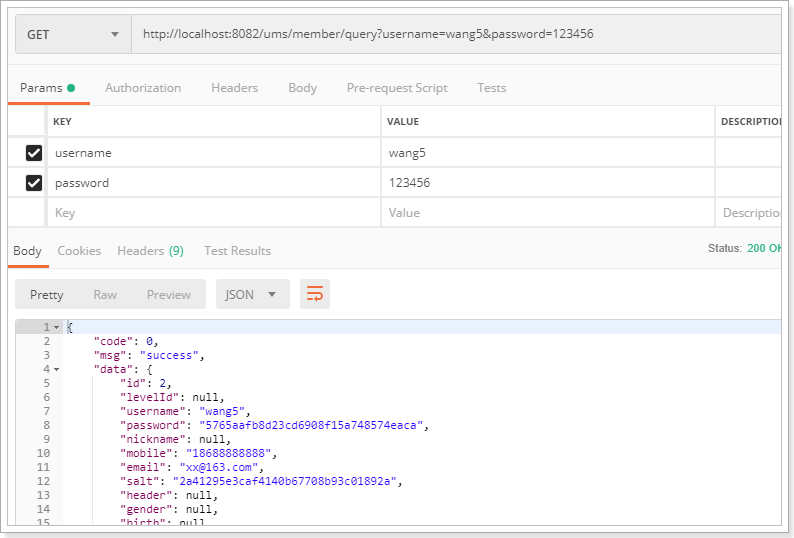 GET http://localhost:8082/ums/member/query?username=wang5&password=123456
Params Authorization Headers Body Pre-request Script Tests
KEY VALUE DESCRIPTION
username wang5
password 123456
Key Value Description
Body Cookies Headers (9) Test Results Status: 200 OK
Pretty Raw Preview JSON
1 {
2 "code": 0,
3 "msg": "success",
4 "data": {
5 "id": 2,
6 "levelId": null,
7 "username": "wang5",
8 "password": "5765aafb8d23cd6908f15a748574eaca",
9 "nickname": null,
10 "mobile": "18688888888",
11 "email": "xx@163.com",
12 "salt": "2a41295e3caf4140b67708b93c01892a",
13 "header": null,
14 "gender": null,
15 "birth": null